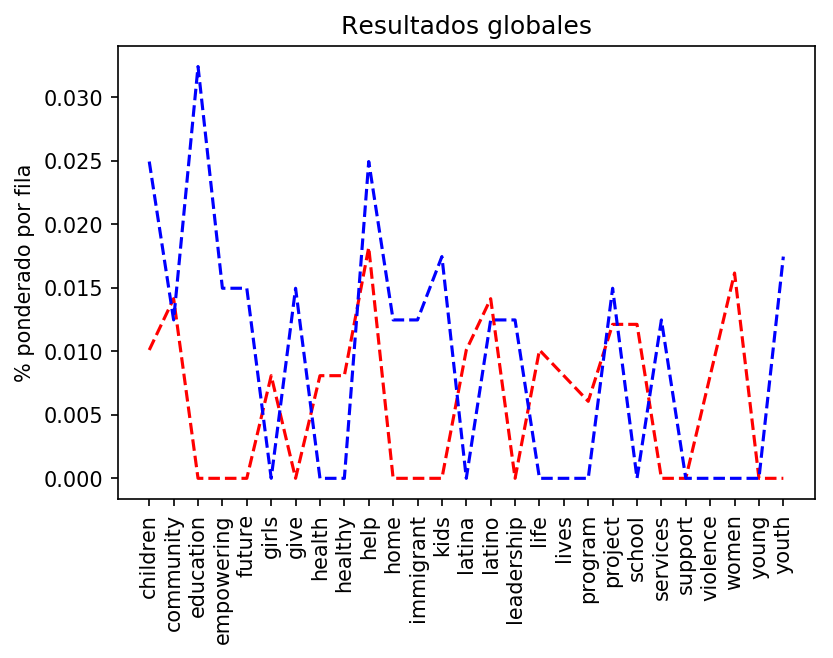 Resultados globales
% ponderado por fila
0.030
0.025
0.020
0.015
0.010
0.005
0.000
children
community
education
empowering
future
girls
give
health
healthy
help
home
immigrant
kids
latina
latino
leadership
life
lives
program
project
school
services
support
violence
women
young
youth